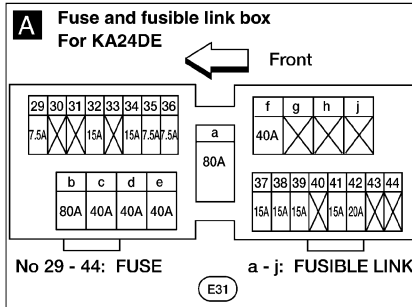 A
Fuse and fusible link box
For KA24DE
Front
29 30 31 32 33 34 35 36
7.5A 15A 15A 7.5A 7.5A
a
80A
f g h j
40A
b c d e
80A 40A 40A 40A
37 38 39 40 41 42 43 44
15A 15A 15A 15A 20A
No 29 - 44: FUSE
a - j: FUSIBLE LINK
E31